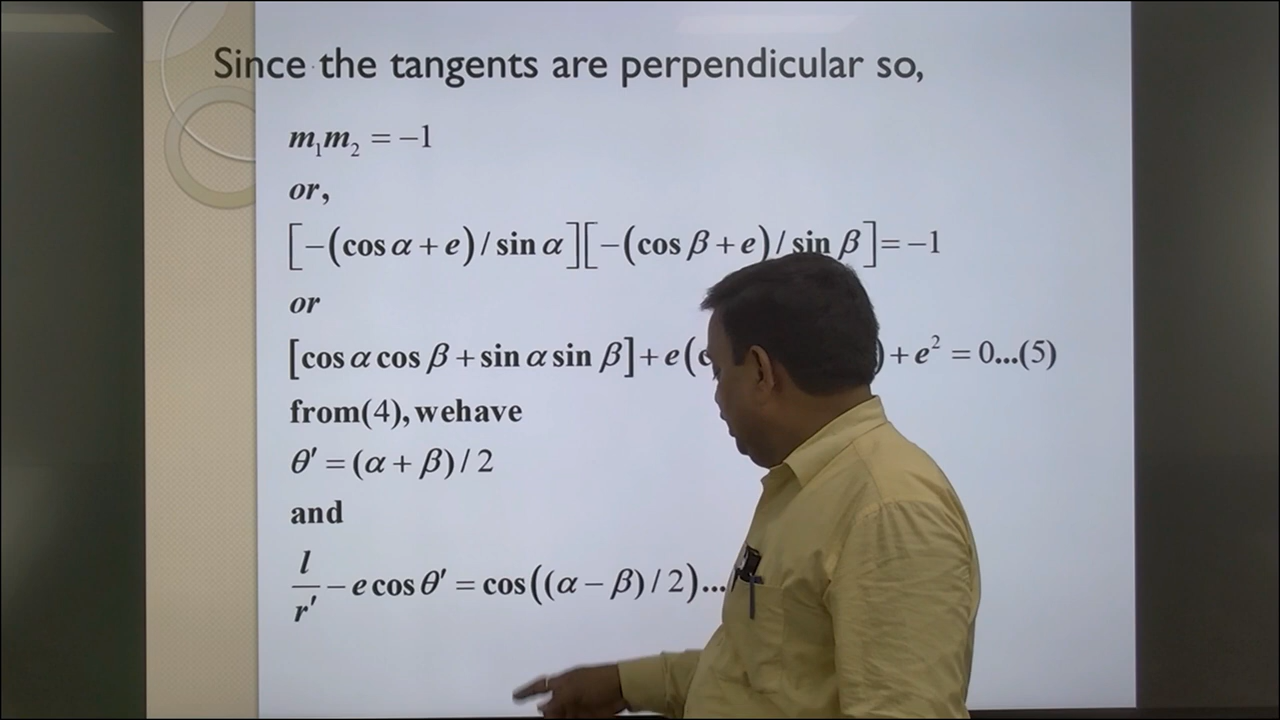 Since the tangents are perpendicular so,
m₁m₂ = −1
or,
[−(cos α + e) / sin α][−(cos β + e) / sin β] = −1
or
[cos α cos β + sin α sin β] + e( ) + e² = 0...(5)
from(4), wehave
θ′ = (α + β) / 2
and
l/r′ − e cos θ′ = cos((α − β) / 2)...